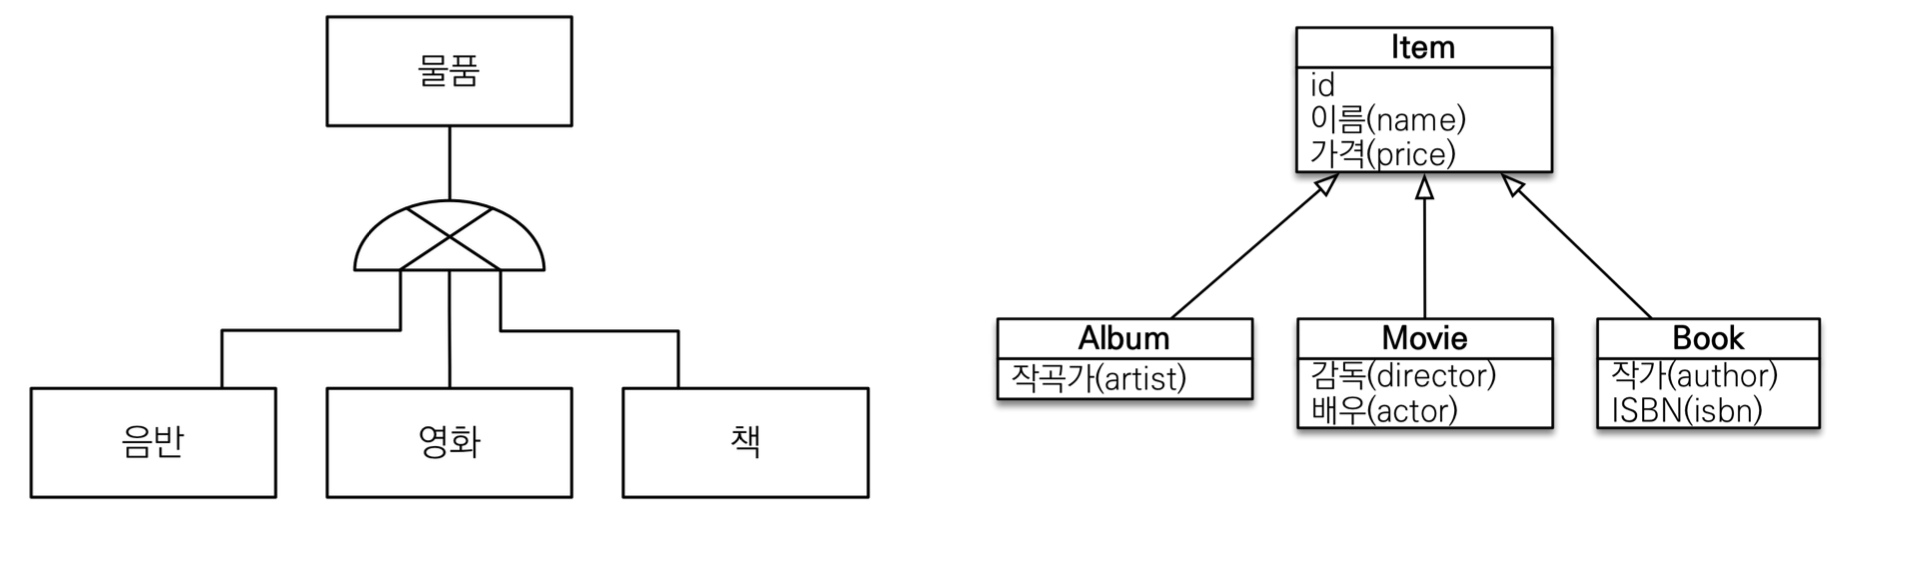 물품
음반
영화
책
Item
id
이름(name)
가격(price)
Album
작곡가(artist)
Movie
감독(director)
배우(actor)
Book
작가(author)
ISBN(isbn)